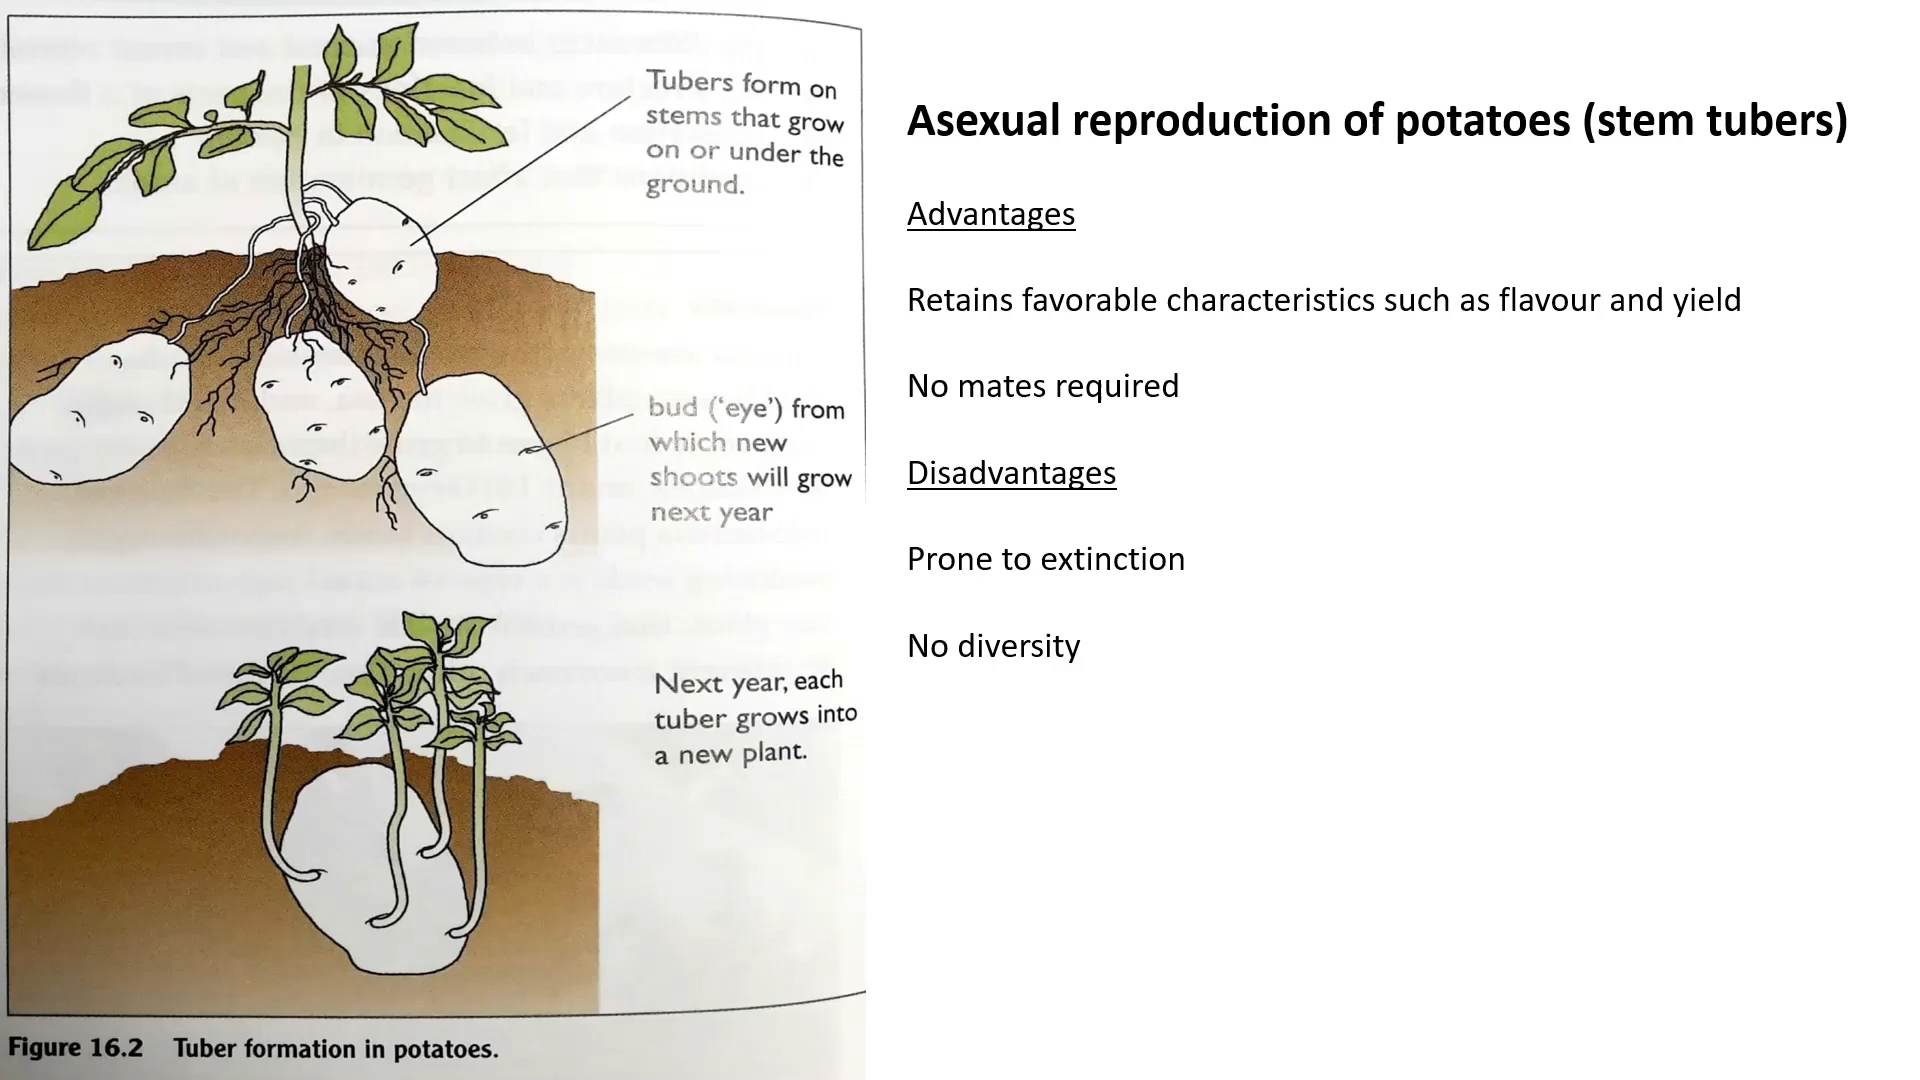 Tubers form on
stems that grow
on or under the
ground.
bud (‘eye’) from
which new
shoots will grow
next year
Next year, each
tuber grows into
a new plant.
Figure 16.2 Tuber formation in potatoes.
Asexual reproduction of potatoes (stem tubers)
Advantages
Retains favorable characteristics such as flavour and yield
No mates required
Disadvantages
Prone to extinction
No diversity